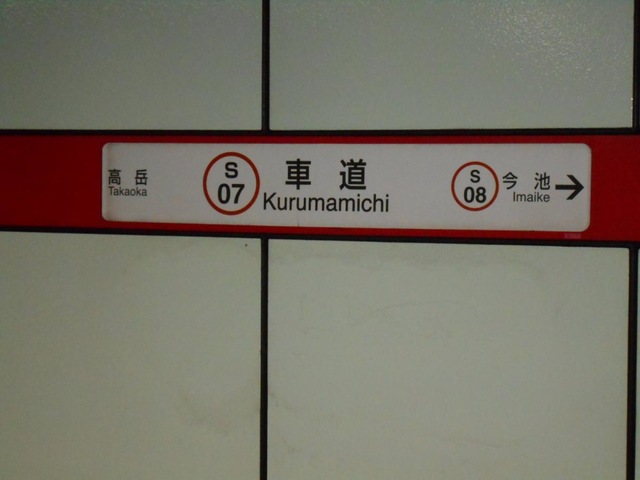 高岳
Takaoka
S
07
車道
Kurumamichi
S
08
今池
Imaike
→